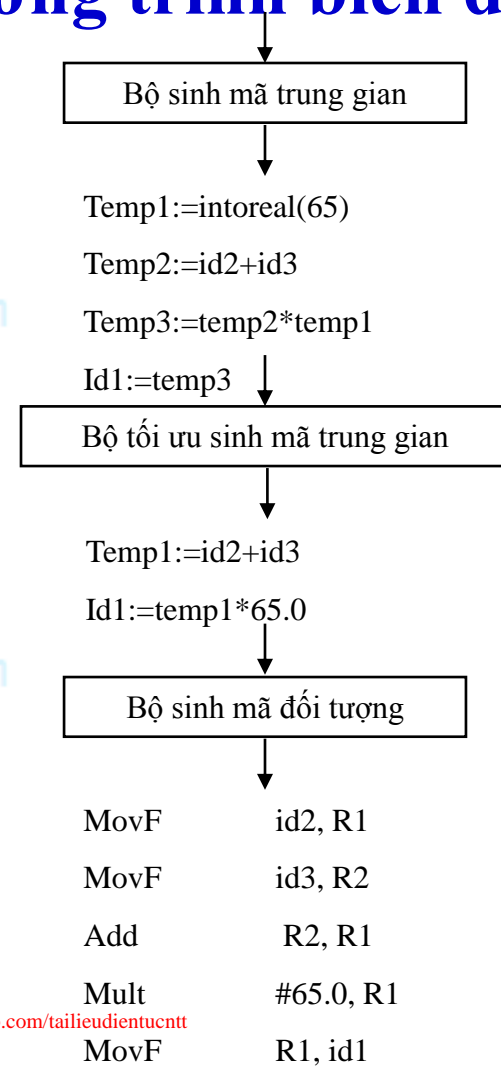 trình biến
Bộ sinh mã trung gian
Temp1:=intoreal(65)
Temp2:=id2+id3
Temp3:=temp2*temp1
Id1:=temp3
Bộ tối ưu sinh mã trung gian
Temp1:=id2+id3
Id1:=temp1*65.0
Bộ sinh mã đối tượng
MovF id2, R1
MovF id3, R2
Add R2, R1
Mult #65.0, R1
.com/tailieudientucntt
MovF R1, id1